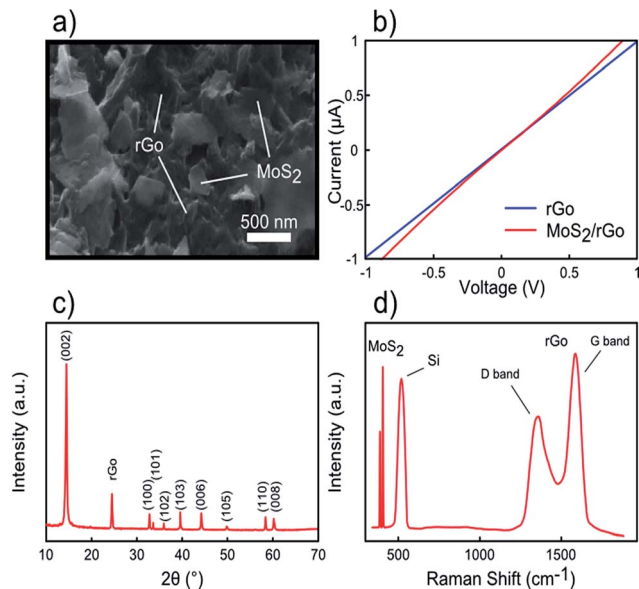 a)
rGo
MoS2
500 nm
b)
Current (µA)
1
0.5
0
-0.5
-1
rGo
MoS2/rGo
-1
-0.5
0
0.5
1
Voltage (V)
c)
Intensity (a.u.)
(002)
rGo
(100)
(101)
(102)
(103)
(006)
(105)
(110)
(008)
10
20
30
40
50
60
70
2θ (°)
d)
Intensity (a.u.)
MoS2
Si
D band
rGo
G band
500
1000
1500
Raman Shift (cm-1)